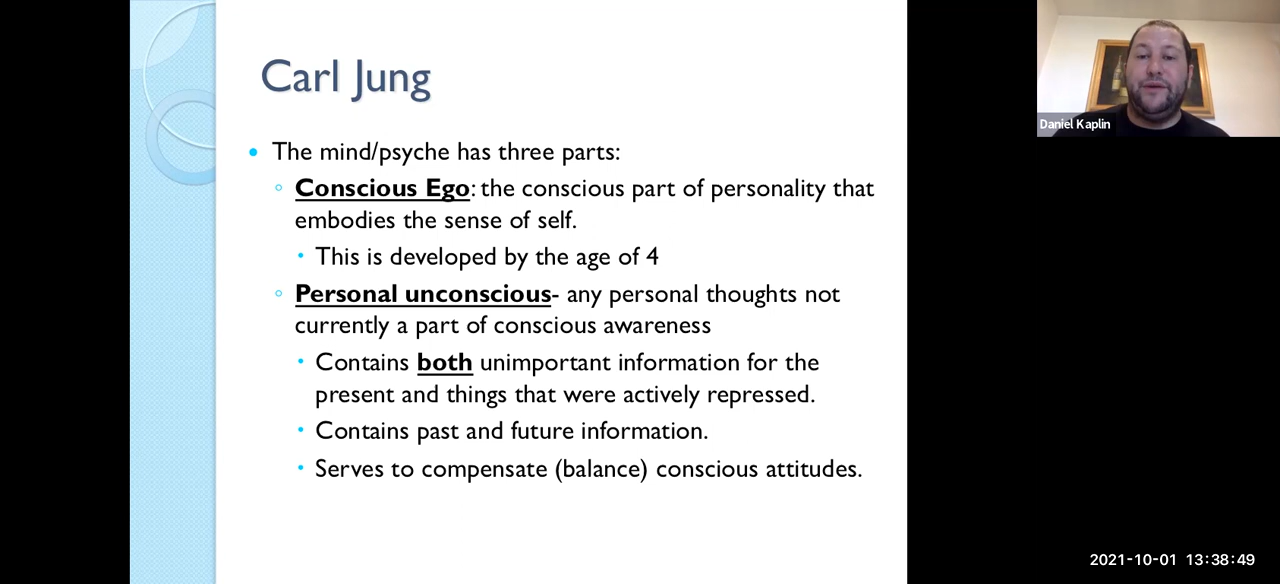 Carl Jung
The mind/psyche has three parts:
Conscious Ego: the conscious part of personality that
embodies the sense of self.
This is developed by the age of 4
Personal unconscious- any personal thoughts not
currently a part of conscious awareness
Contains both unimportant information for the
present and things that were actively repressed.
Contains past and future information.
Serves to compensate (balance) conscious attitudes.
Daniel Kaplin
2021-10-01 13:38:49